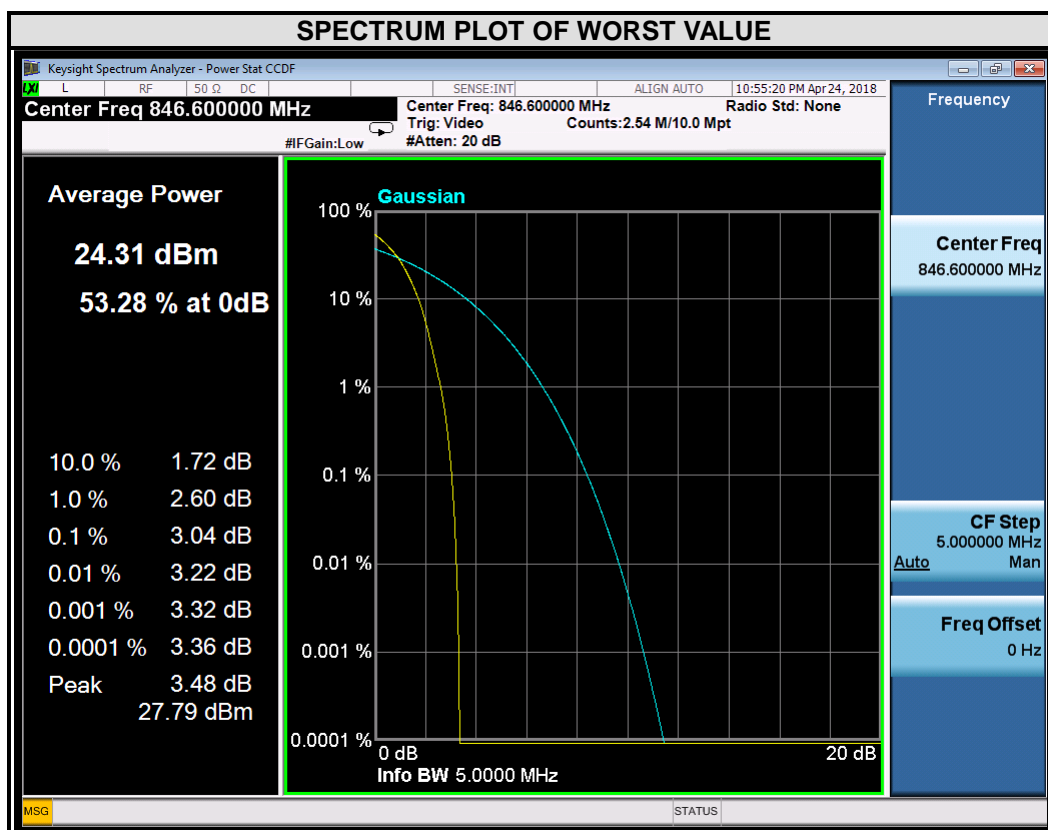 SPECTRUM PLOT OF WORST VALUE
Keysight Spectrum Analyzer - Power Stat CCDF
LXI L RF 50 Ω DC SENSE:INT ALIGN AUTO 10:55:20 PM Apr 24, 2018
Center Freq 846.600000 MHz
#IFGain:Low
Center Freq: 846.600000 MHz
Radio Std: None
Trig: Video
Counts:2.54 M/10.0 Mpt
#Atten: 20 dB
Average Power
24.31 dBm
53.28 % at 0dB
10.0 % 1.72 dB
1.0 % 2.60 dB
0.1 % 3.04 dB
0.01 % 3.22 dB
0.001 % 3.32 dB
0.0001 % 3.36 dB
Peak 3.48 dB
27.79 dBm
Gaussian
100 %
10 %
1 %
0.1 %
0.01 %
0.001 %
0.0001 %
0 dB
20 dB
Info BW 5.0000 MHz
Frequency
Center Freq
846.600000 MHz
CF Step
5.000000 MHz
Auto Man
Freq Offset
0 Hz
MSG
STATUS